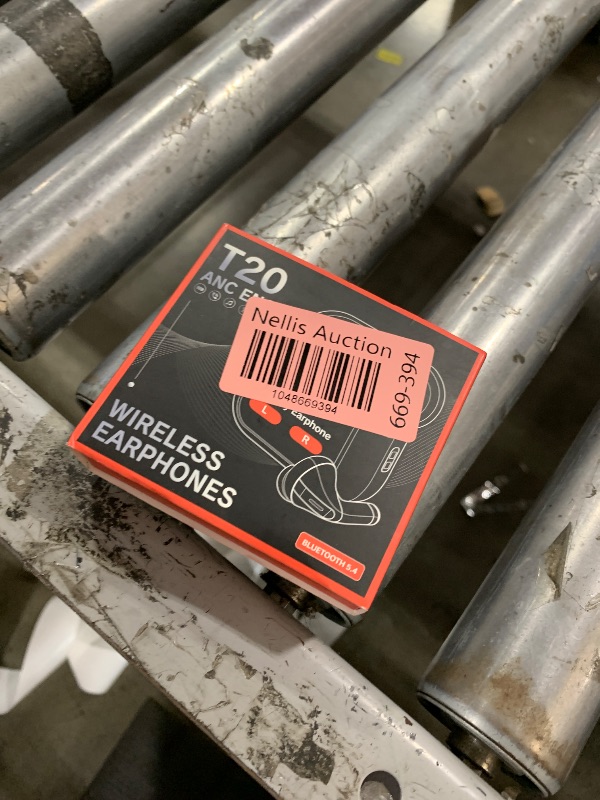 T20
ANC
Nellis Auction
1048669394
669-394
Earphone
L
R
WIRELESS
EARPHONES
BLUETOOTH 5.4